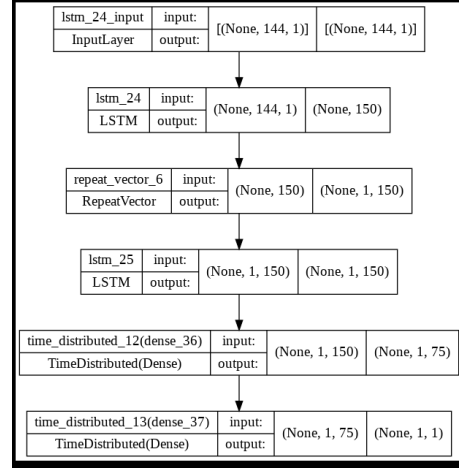 lstm_24_input input: [(None, 144, 1)] [(None, 144, 1)]
InputLayer output:
lstm_24 input: (None, 144, 1) (None, 150)
LSTM output:
repeat_vector_6 input: (None, 150) (None, 1, 150)
RepeatVector output:
lstm_25 input: (None, 1, 150) (None, 1, 150)
LSTM output:
time_distributed_12(dense_36) input: (None, 1, 150) (None, 1, 75)
TimeDistributed(Dense) output:
time_distributed_13(dense_37) input: (None, 1, 75) (None, 1, 1)
TimeDistributed(Dense) output: